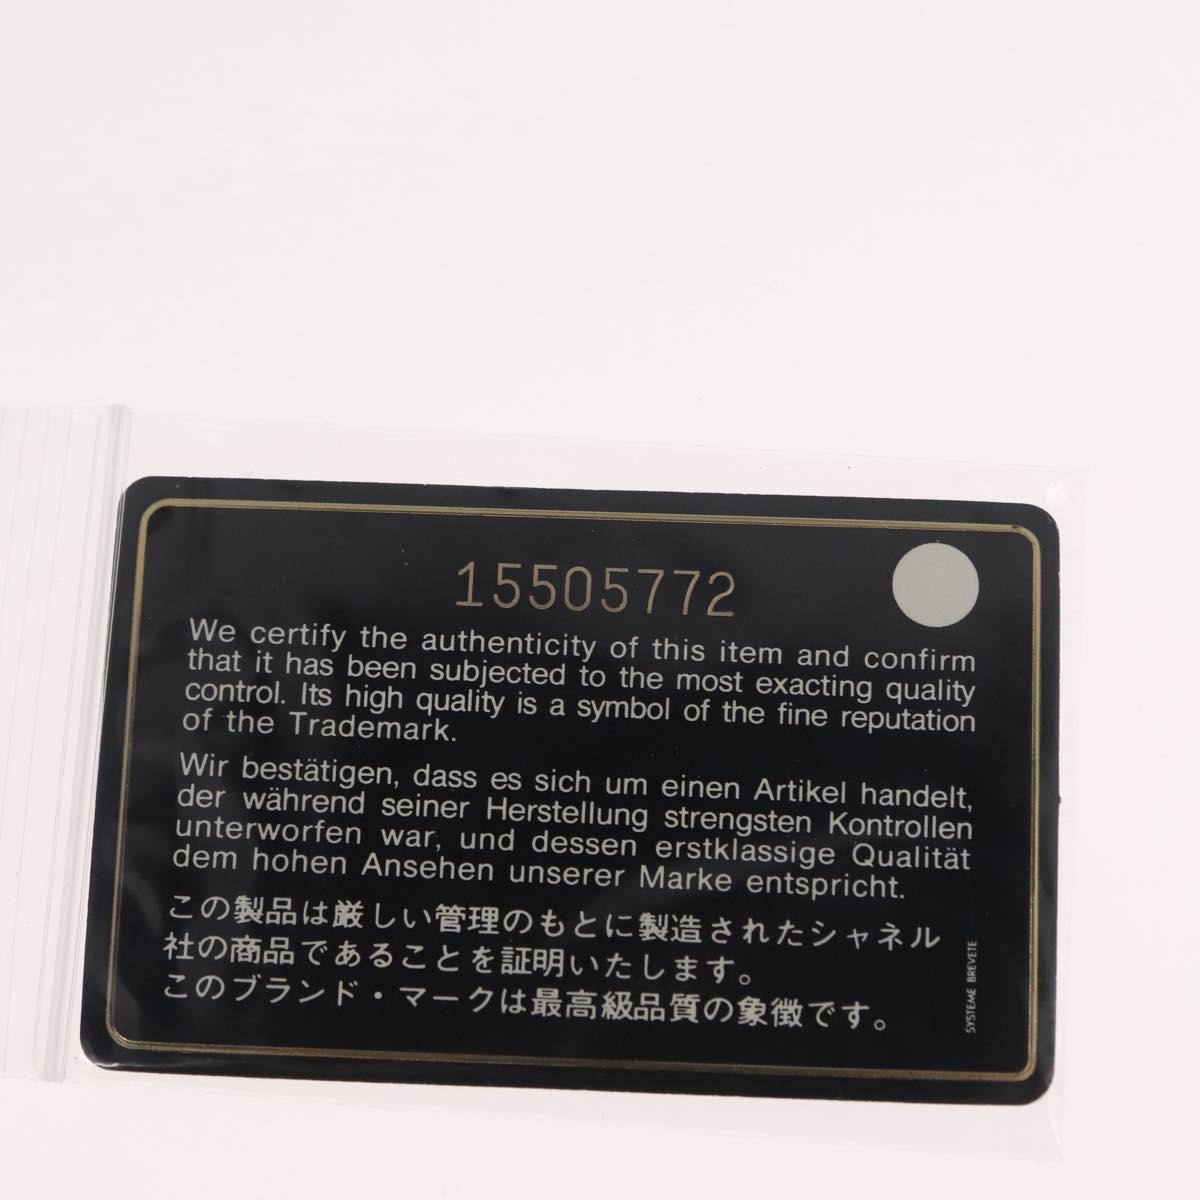 15505772
We certify the authenticity of this item and confirm
that it has been subjected to the most exacting quality
control. Its high quality is a symbol of the fine reputation
of the Trademark.
Wir bestätigen, dass es sich um einen Artikel handelt,
der während seiner Herstellung strengsten Kontrollen
unterworfen war, und dessen erstklassige Qualität
dem hohen Ansehen unserer Marke entspricht.
この製品は厳しい管理のもとに製造されたシャネル
社の商品であることを証明いたします。
このブランド・マークは最高級品質の象徴です。
SYSTEME BREVETE